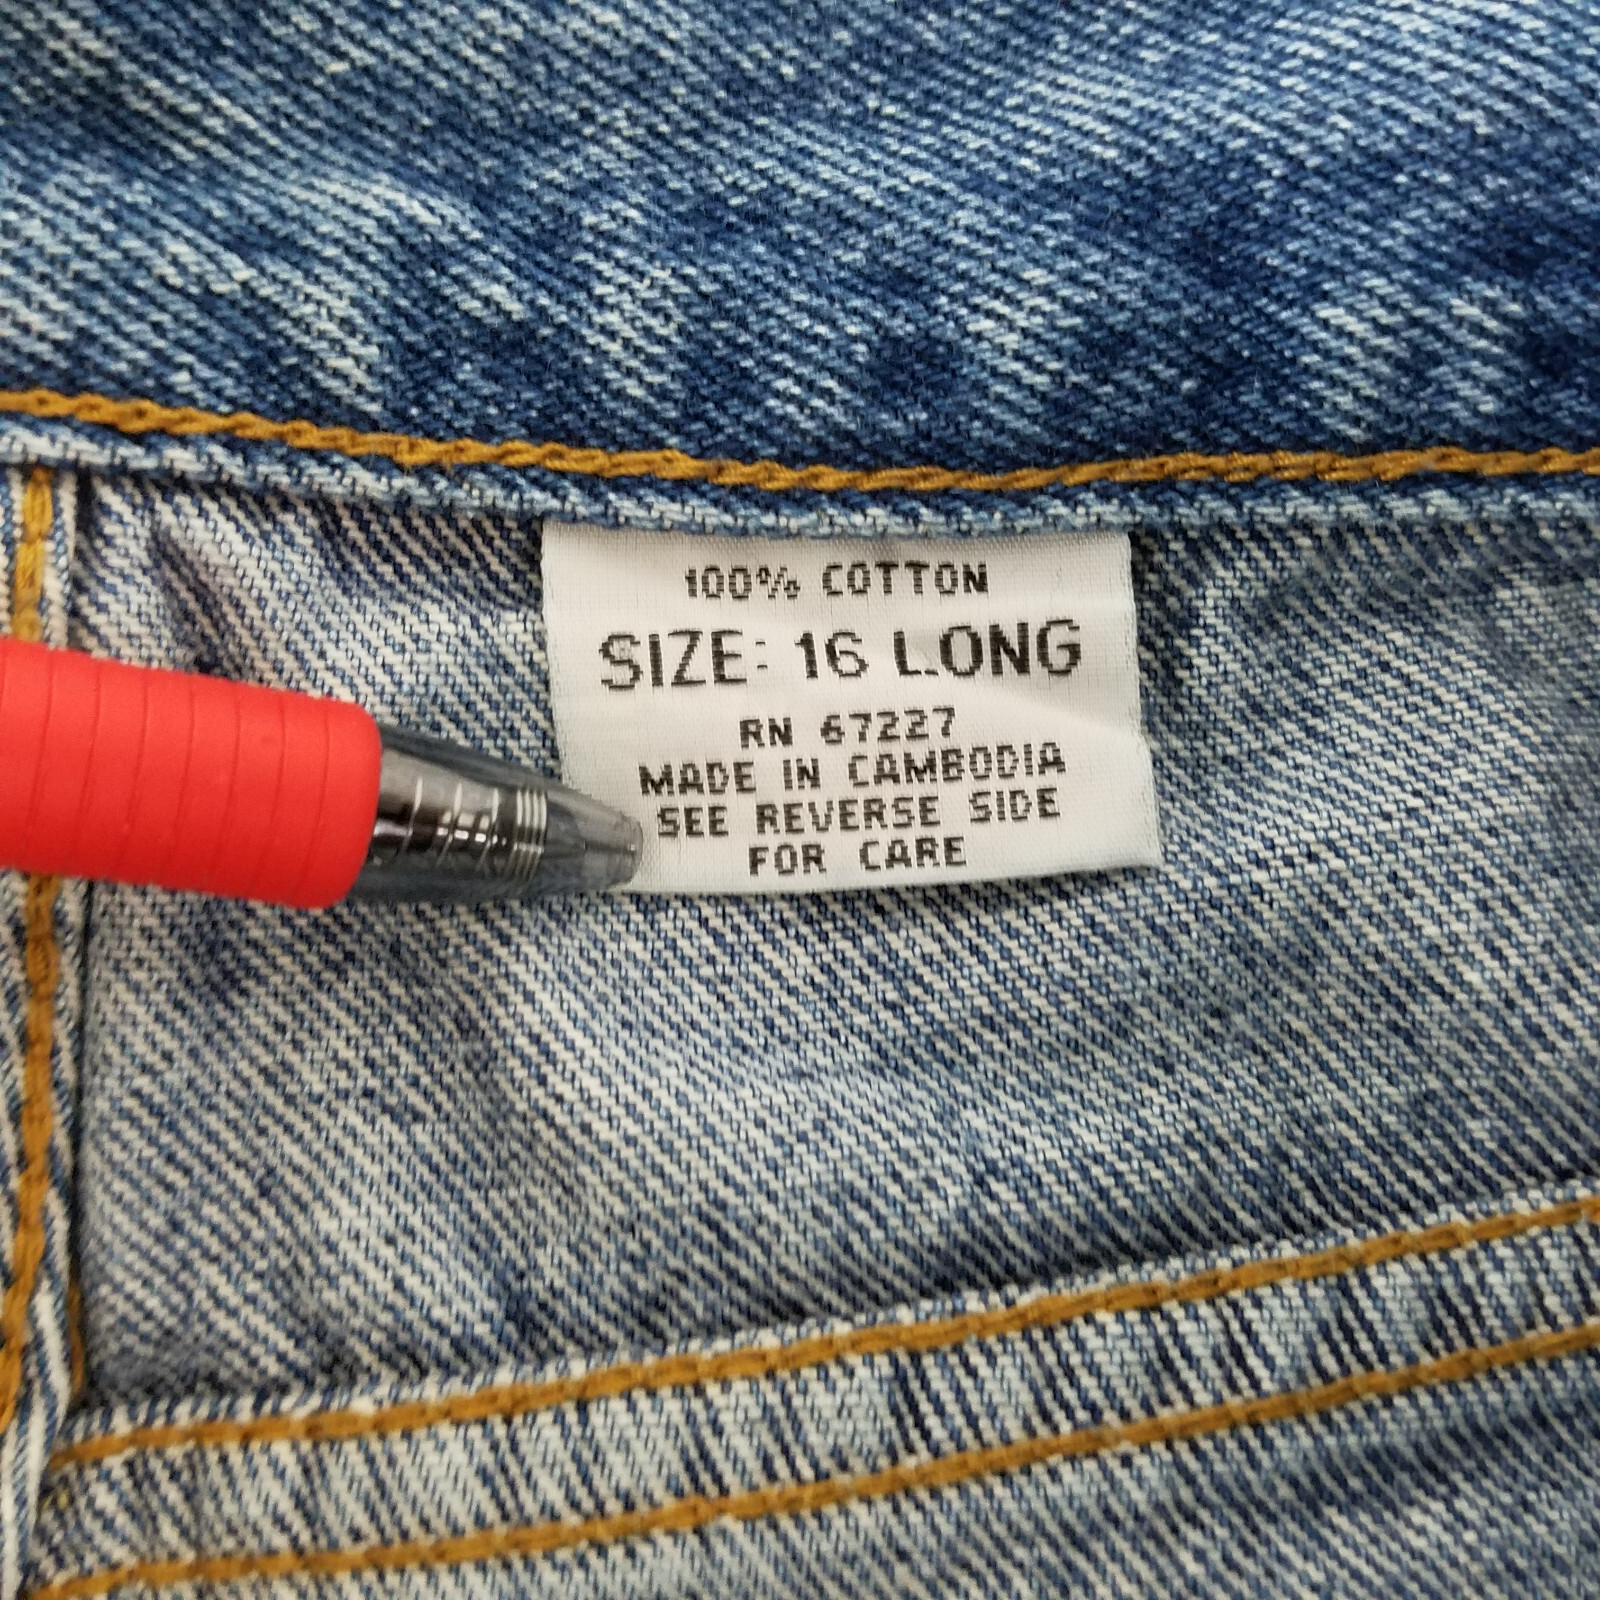 100% COTTON
SIZE: 16 LONG
RN 67227
MADE IN CAMBODIA
SEE REVERSE SIDE
FOR CARE